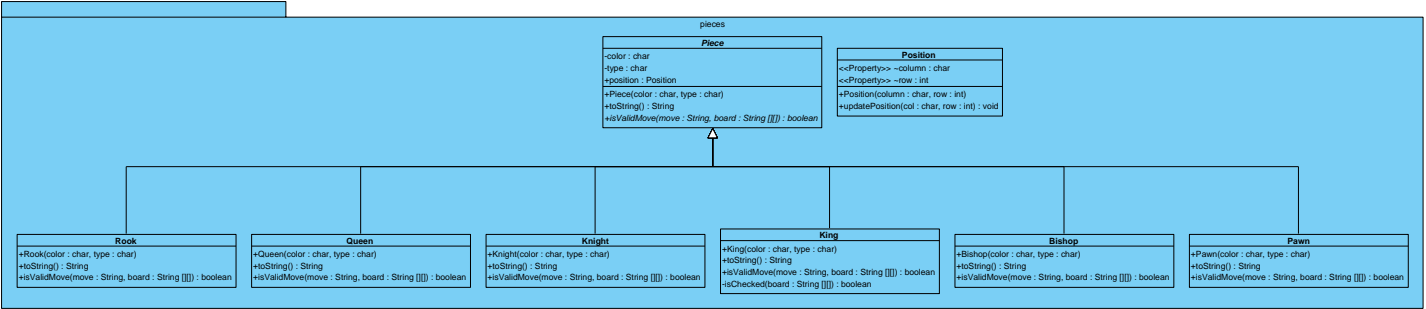 pieces
Piece
-color : char
-type : char
+position : Position
+Piece(color : char, type : char)
+toString() : String
+isValidMove(move : String, board : String [][]) : boolean
Position
<<Property>> ~column : char
<<Property>> ~row : int
+Position(column : char, row : int)
+updatePosition(col : char, row : int) : void
Rook
+Rook(color : char, type : char)
+toString() : String
+isValidMove(move : String, board : String [][]) : boolean
Queen
+Queen(color : char, type : char)
+toString() : String
+isValidMove(move : String, board : String [][]) : boolean
Knight
+Knight(color : char, type : char)
+toString() : String
+isValidMove(move : String, board : String [][]) : boolean
King
+King(color : char, type : char)
+toString() : String
+isValidMove(move : String, board : String [][]) : boolean
-isChecked(board : String [][]) : boolean
Bishop
+Bishop(color : char, type : char)
+toString() : String
+isValidMove(move : String, board : String [][]) : boolean
Pawn
+Pawn(color : char, type : char)
+toString() : String
+isValidMove(move : String, board : String [][]) : boolean